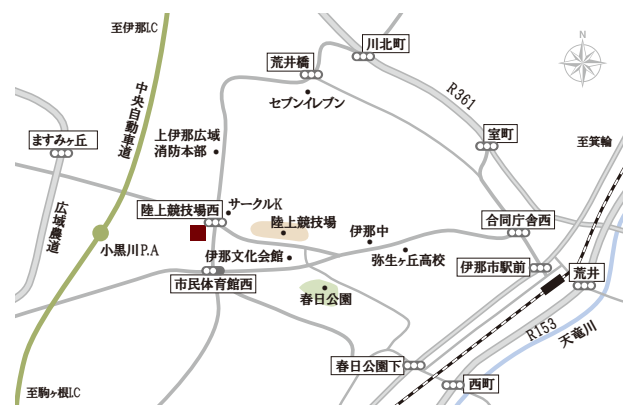 至伊那I.C
川北町
N
荒井橋
中央自動車道
セブンイレブン
R361
ますみヶ丘
上伊那広域
消防本部
室町
至箕輪
広域農道
サークルK
陸上競技場西
陸上競技場
合同庁舎西
小黒川P.A
伊那文化会館
伊那中
弥生ヶ丘高校
伊那市駅前
荒井
市民体育館西
春日公園
R153
天竜川
春日公園下
西町
至駒ヶ根I.C